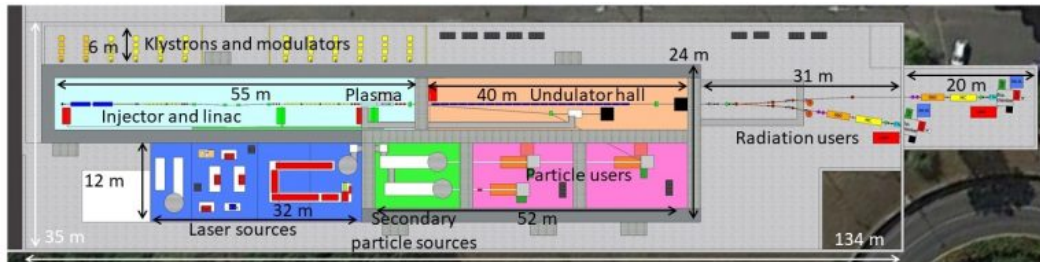 6 m
Klystrons and modulators
24 m
55 m
Plasma
40 m
Undulator hall
31 m
20 m
Injector and linac
Radiation users
12 m
Particle users
32 m
Secondary
52 m
Laser sources
particle sources
35 m
134 m